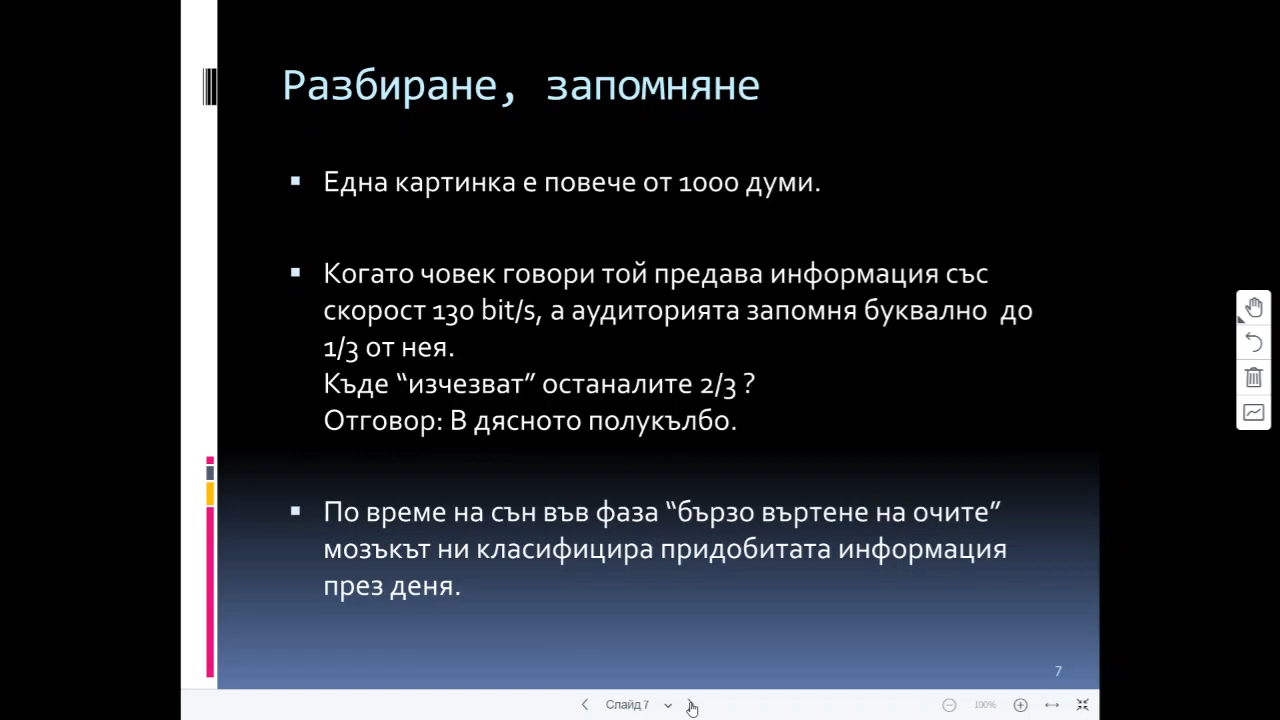 Разбиране, запомняне
Една картинка е повече от 1000 думи.
Когато човек говори той предава информация със
скорост 130 bit/s, а аудиторията запомня буквално до
1/3 от нея.
Къде “изчезват” останалите 2/3 ?
Отговор: В дясното полукълбо.
По време на сън във фаза “бързо въртене на очите”
мозъкът ни класифицира придобитата информация
през деня.
7
Слайд 7
100%